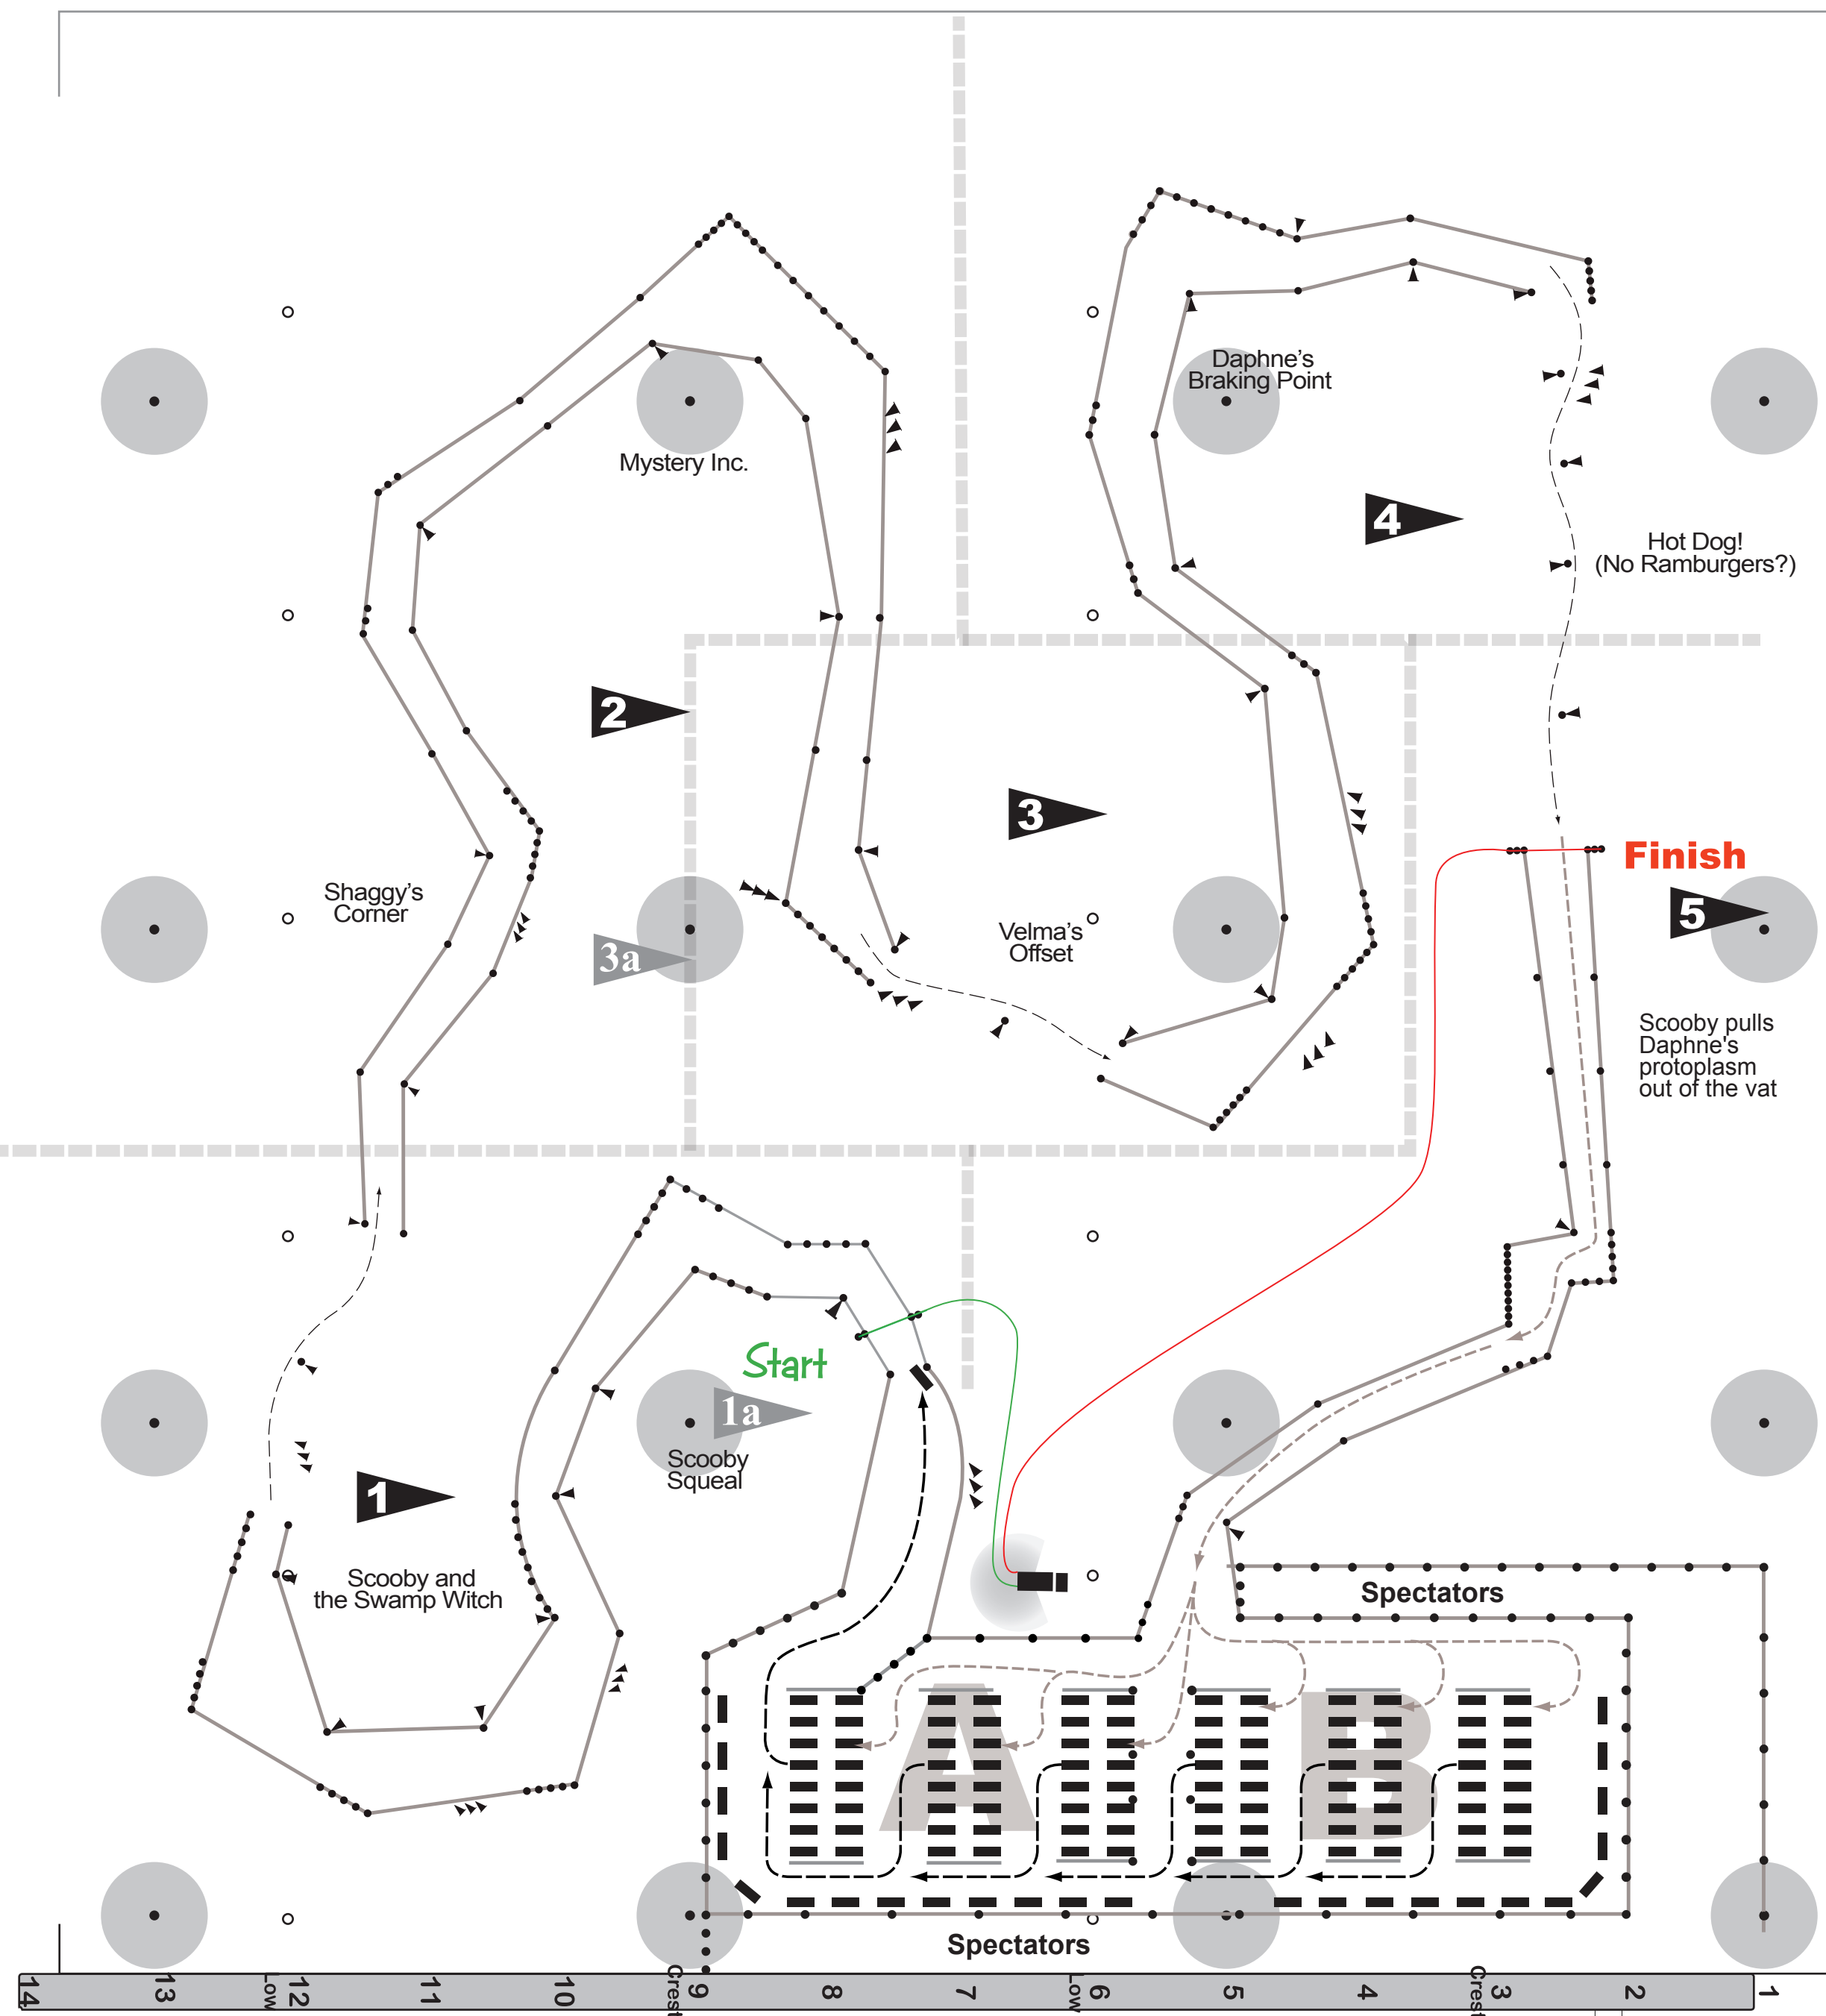 Daphne's
Braking Point
Mystery Inc.
4
Hot Dog!
(No Ramburgers?)
2
3
Finish
5
Shaggy's
Corner
Velma's
Offset
3a
Scooby pulls
Daphne's
protoplasm
out of the vat
Start
1a
Scooby
Squeal
1
Scooby and
the Swamp Witch
Spectators
A
B
Spectators
14
13
Low
12
11
10
Crest
9
8
7
Low
6
5
4
Crest
3
2
1